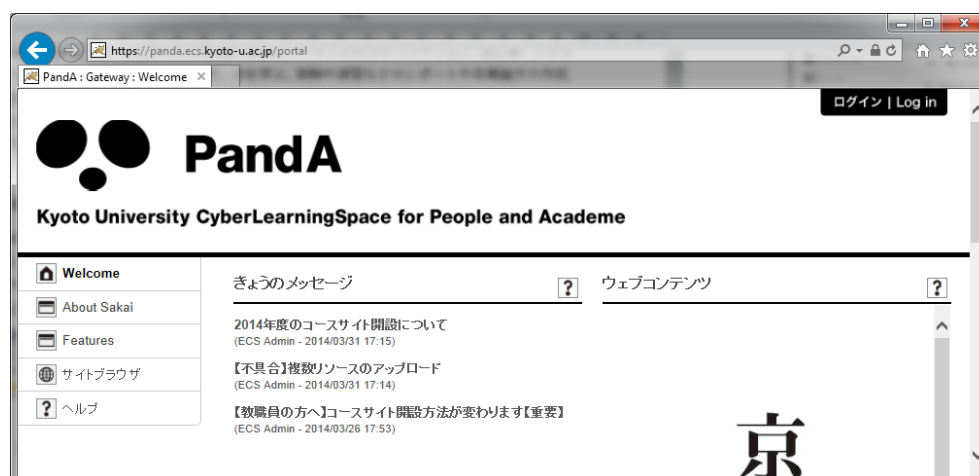 https://panda.ecs.kyoto-u.ac.jp/portal
PandA : Gateway : Welcome
ログイン | Log in
PandA
Kyoto University CyberLearningSpace for People and Academe
Welcome
About Sakai
Features
サイトブラウザ
ヘルプ
きょうのメッセージ
?
2014年度のコースサイト開設について
(ECS Admin - 2014/03/31 17:15)
【不具合】複数リソースのアップロード
(ECS Admin - 2014/03/31 17:14)
【教職員の方へ】コースサイト開設方法が変わります【重要】
(ECS Admin - 2014/03/26 17:53)
ウェブコンテンツ
?
京